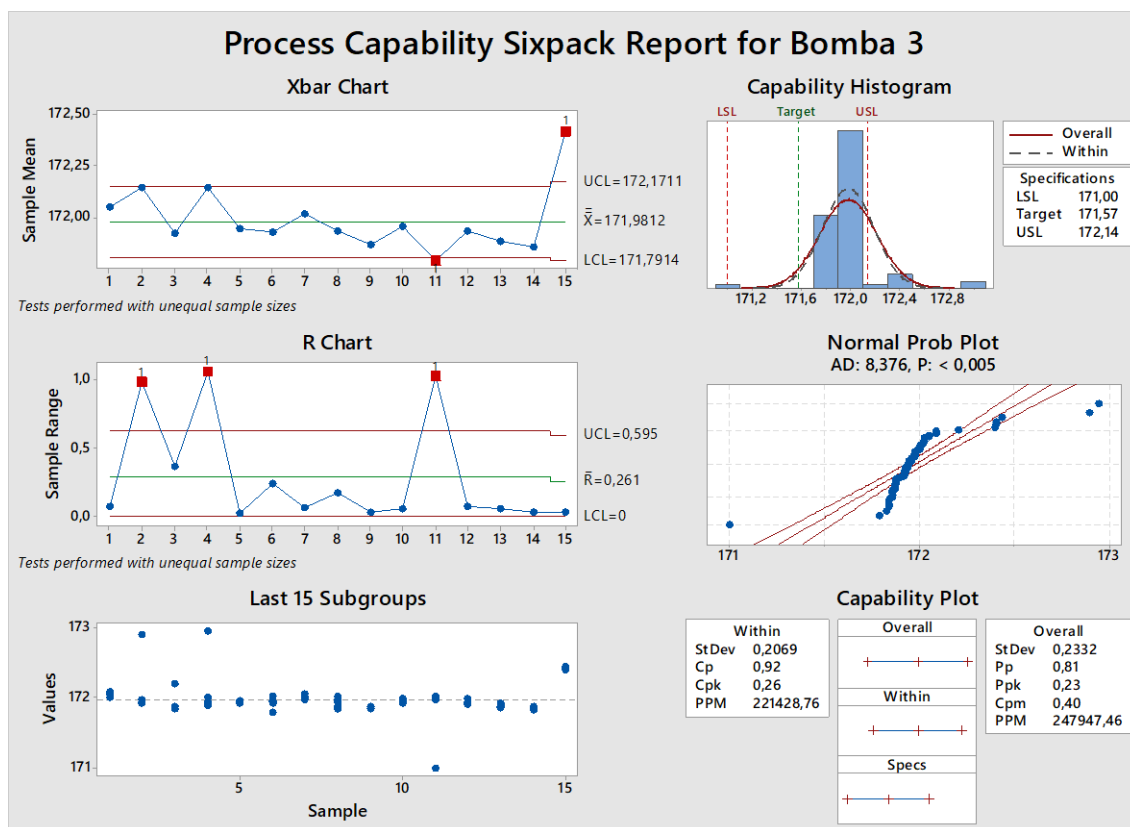 Process Capability Sixpack Report for Bomba 3
Xbar Chart
172,50
172,25
172,00
Sample Mean
1
1
UCL=172,1711
X̿=171,9812
LCL=171,7914
1 2 3 4 5 6 7 8 9 10 11 12 13 14 15
Tests performed with unequal sample sizes
Capability Histogram
LSL Target USL
171,2 171,6 172,0 172,4 172,8
Overall
Within
Specifications
LSL 171,00
Target 171,57
USL 172,14
R Chart
1,0
0,5
0,0
Sample Range
1
1
1
UCL=0,595
R̅=0,261
LCL=0
1 2 3 4 5 6 7 8 9 10 11 12 13 14 15
Tests performed with unequal sample sizes
Normal Prob Plot
AD: 8,376, P: < 0,005
171 172 173
Last 15 Subgroups
173
172
171
Values
5 10 15
Sample
Capability Plot
Within
StDev 0,2069
Cp 0,92
Cpk 0,26
PPM 221428,76
Overall
Within
Specs
Overall
StDev 0,2332
Pp 0,81
Ppk 0,23
Cpm 0,40
PPM 247947,46